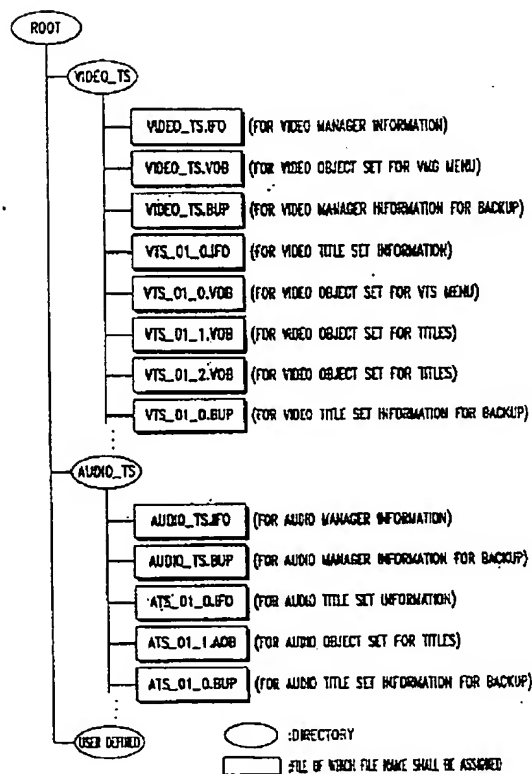 ROOT
VIDEO_TS
VIDEO_TS.IFO (FOR VIDEO MANAGER INFORMATION)
VIDEO_TS.VOB (FOR VIDEO OBJECT SET FOR VMG MENU)
VIDEO_TS.BUP (FOR VIDEO MANAGER INFORMATION FOR BACKUP)
VTS_01_0.IFO (FOR VIDEO TITLE SET INFORMATION)
VTS_01_0.VOB (FOR VIDEO OBJECT SET FOR VTS MENU)
VTS_01_1.VOB (FOR VIDEO OBJECT SET FOR TITLES)
VTS_01_2.VOB (FOR VIDEO OBJECT SET FOR TITLES)
VTS_01_0.BUP (FOR VIDEO TITLE SET INFORMATION FOR BACKUP)
AUDIO_TS
AUDIO_TS.IFO (FOR AUDIO MANAGER INFORMATION)
AUDIO_TS.BUP (FOR AUDIO MANAGER INFORMATION FOR BACKUP)
ATS_01_0.IFO (FOR AUDIO TITLE SET INFORMATION)
ATS_01_1.AOB (FOR AUDIO OBJECT SET FOR TITLES)
ATS_01_0.BUP (FOR AUDIO TITLE SET INFORMATION FOR BACKUP)
USER DEFINED
:DIRECTORY
:FILE OF WHICH FILE NAME SHALL BE ASSIGNED